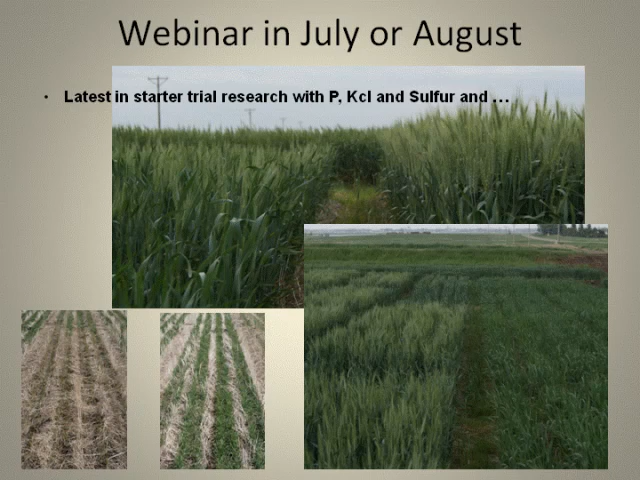 Webinar in July or August
• Latest in starter trial research with P, Kcl and Sulfur and …